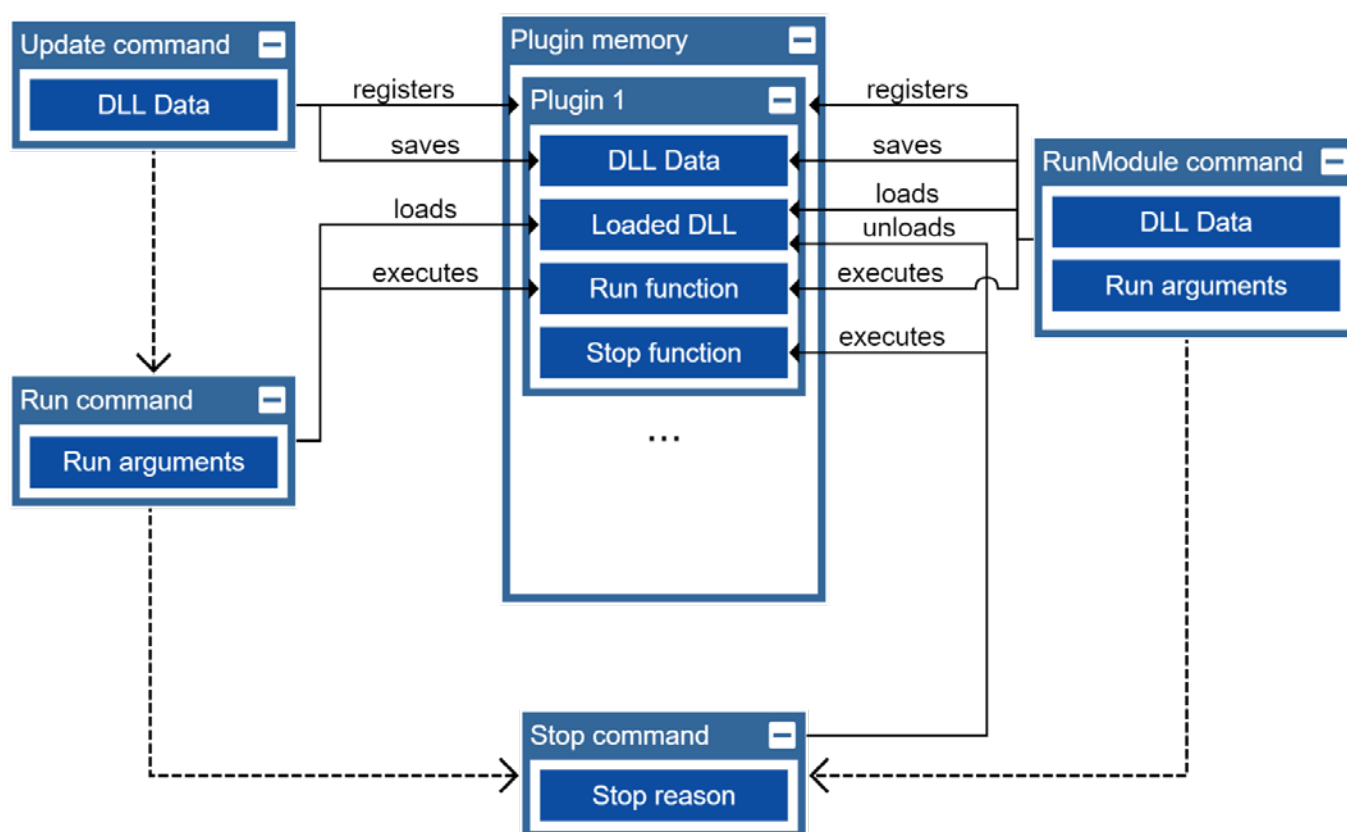 Update command
DLL Data
Plugin memory
Plugin 1
DLL Data
Loaded DLL
Run function
Stop function
...
registers
saves
loads
executes
registers
saves
loads
unloads
executes
executes
RunModule command
DLL Data
Run arguments
Run command
Run arguments
Stop command
Stop reason